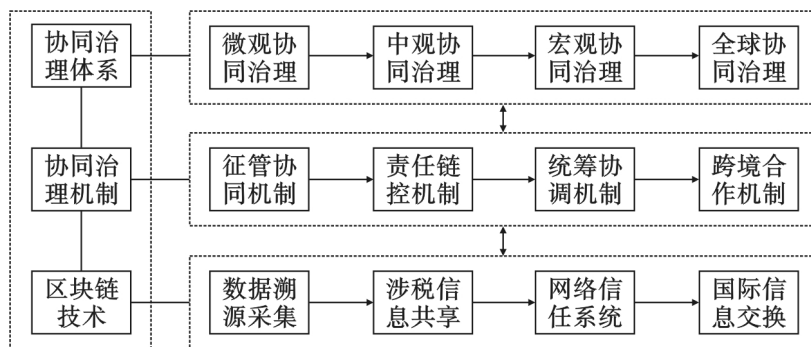 协同治
理体系
微观协
同治理
中观协
同治理
宏观协
同治理
全球协
同治理
协同治
理机制
征管协
同机制
责任链
控机制
统筹协
调机制
跨境合
作机制
区块链
技术
数据溯
源采集
涉税信
息共享
网络信
任系统
国际信
息交换